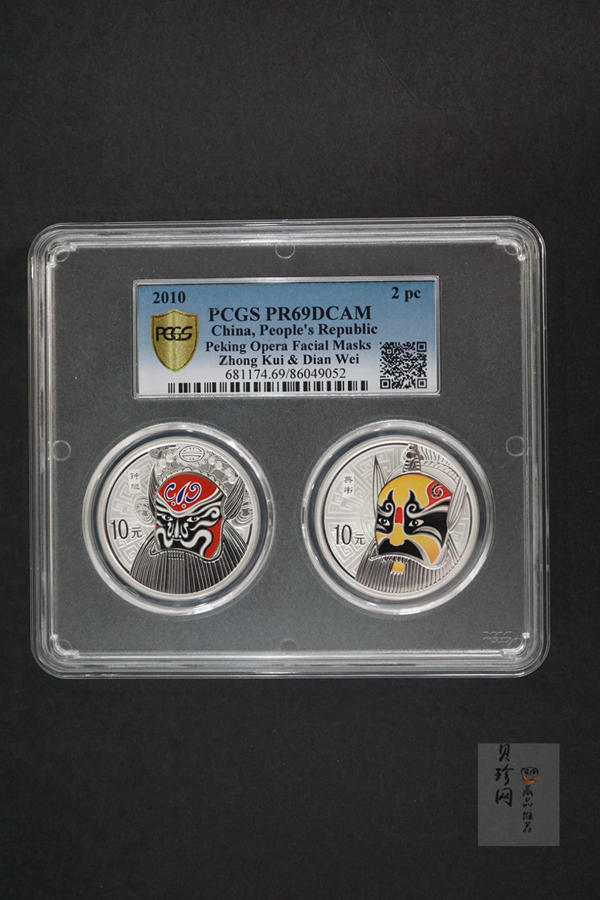 2010
2 pc
PCGS PR69DCAM
China, People's Republic
Peking Opera Facial Masks
Zhong Kui & Dian Wei
681174.69/86049052
PCGS
钟馗
10元
典韦
10元
PCGS
贝珍网
藏品推荐